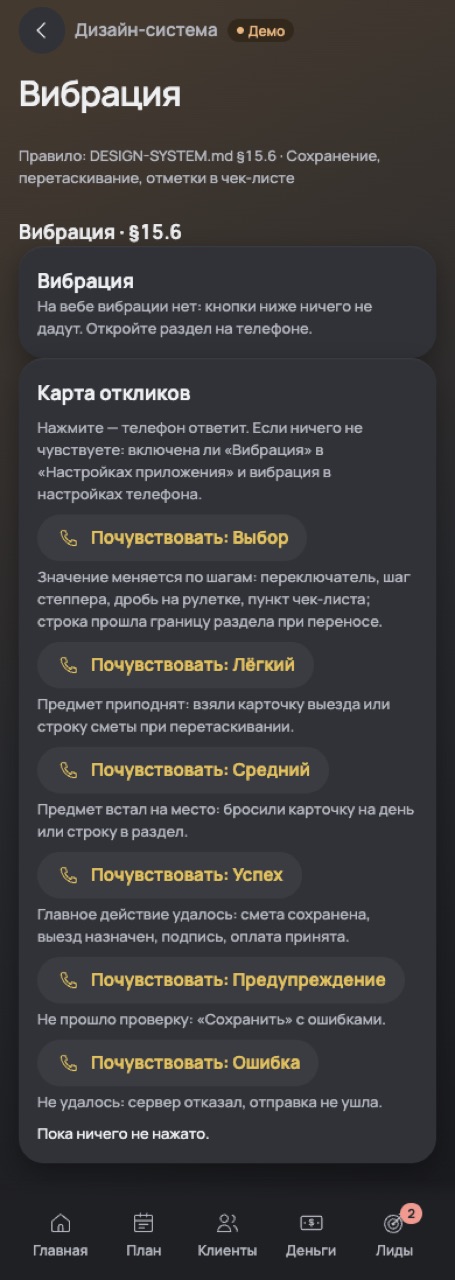 Дизайн-система
Демо
Вибрация
Правило: DESIGN-SYSTEM.md §15.6 · Сохранение,
перетаскивание, отметки в чек-листе
Вибрация · §15.6
Вибрация
На вебе вибрации нет: кнопки ниже ничего не
дадут. Откройте раздел на телефоне.
Карта откликов
Нажмите — телефон ответит. Если ничего не
чувствуете: включена ли «Вибрация» в
«Настройках приложения» и вибрация в
настройках телефона.
Почувствовать: Выбор
Значение меняется по шагам: переключатель, шаг
степпера, дробь на рулетке, пункт чек-листа;
строка прошла границу раздела при переносе.
Почувствовать: Лёгкий
Предмет приподнят: взяли карточку выезда или
строку сметы при перетаскивании.
Почувствовать: Средний
Предмет встал на место: бросили карточку на день
или строку в раздел.
Почувствовать: Успех
Главное действие удалось: смета сохранена,
выезд назначен, подпись, оплата принята.
Почувствовать: Предупреждение
Не прошло проверку: «Сохранить» с ошибками.
Почувствовать: Ошибка
Не удалось: сервер отказал, отправка не ушла.
Пока ничего не нажато.
2
Главная План Клиенты Деньги Лиды